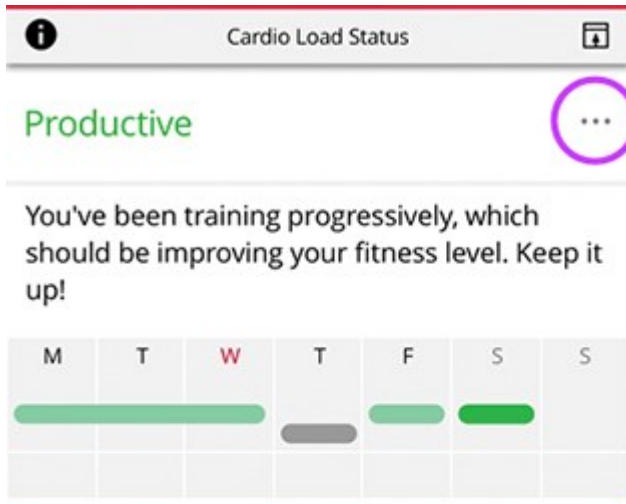 Cardio Load Status
Productive
You've been training progressively, which
should be improving your fitness level. Keep it
up!
M T W T F S S